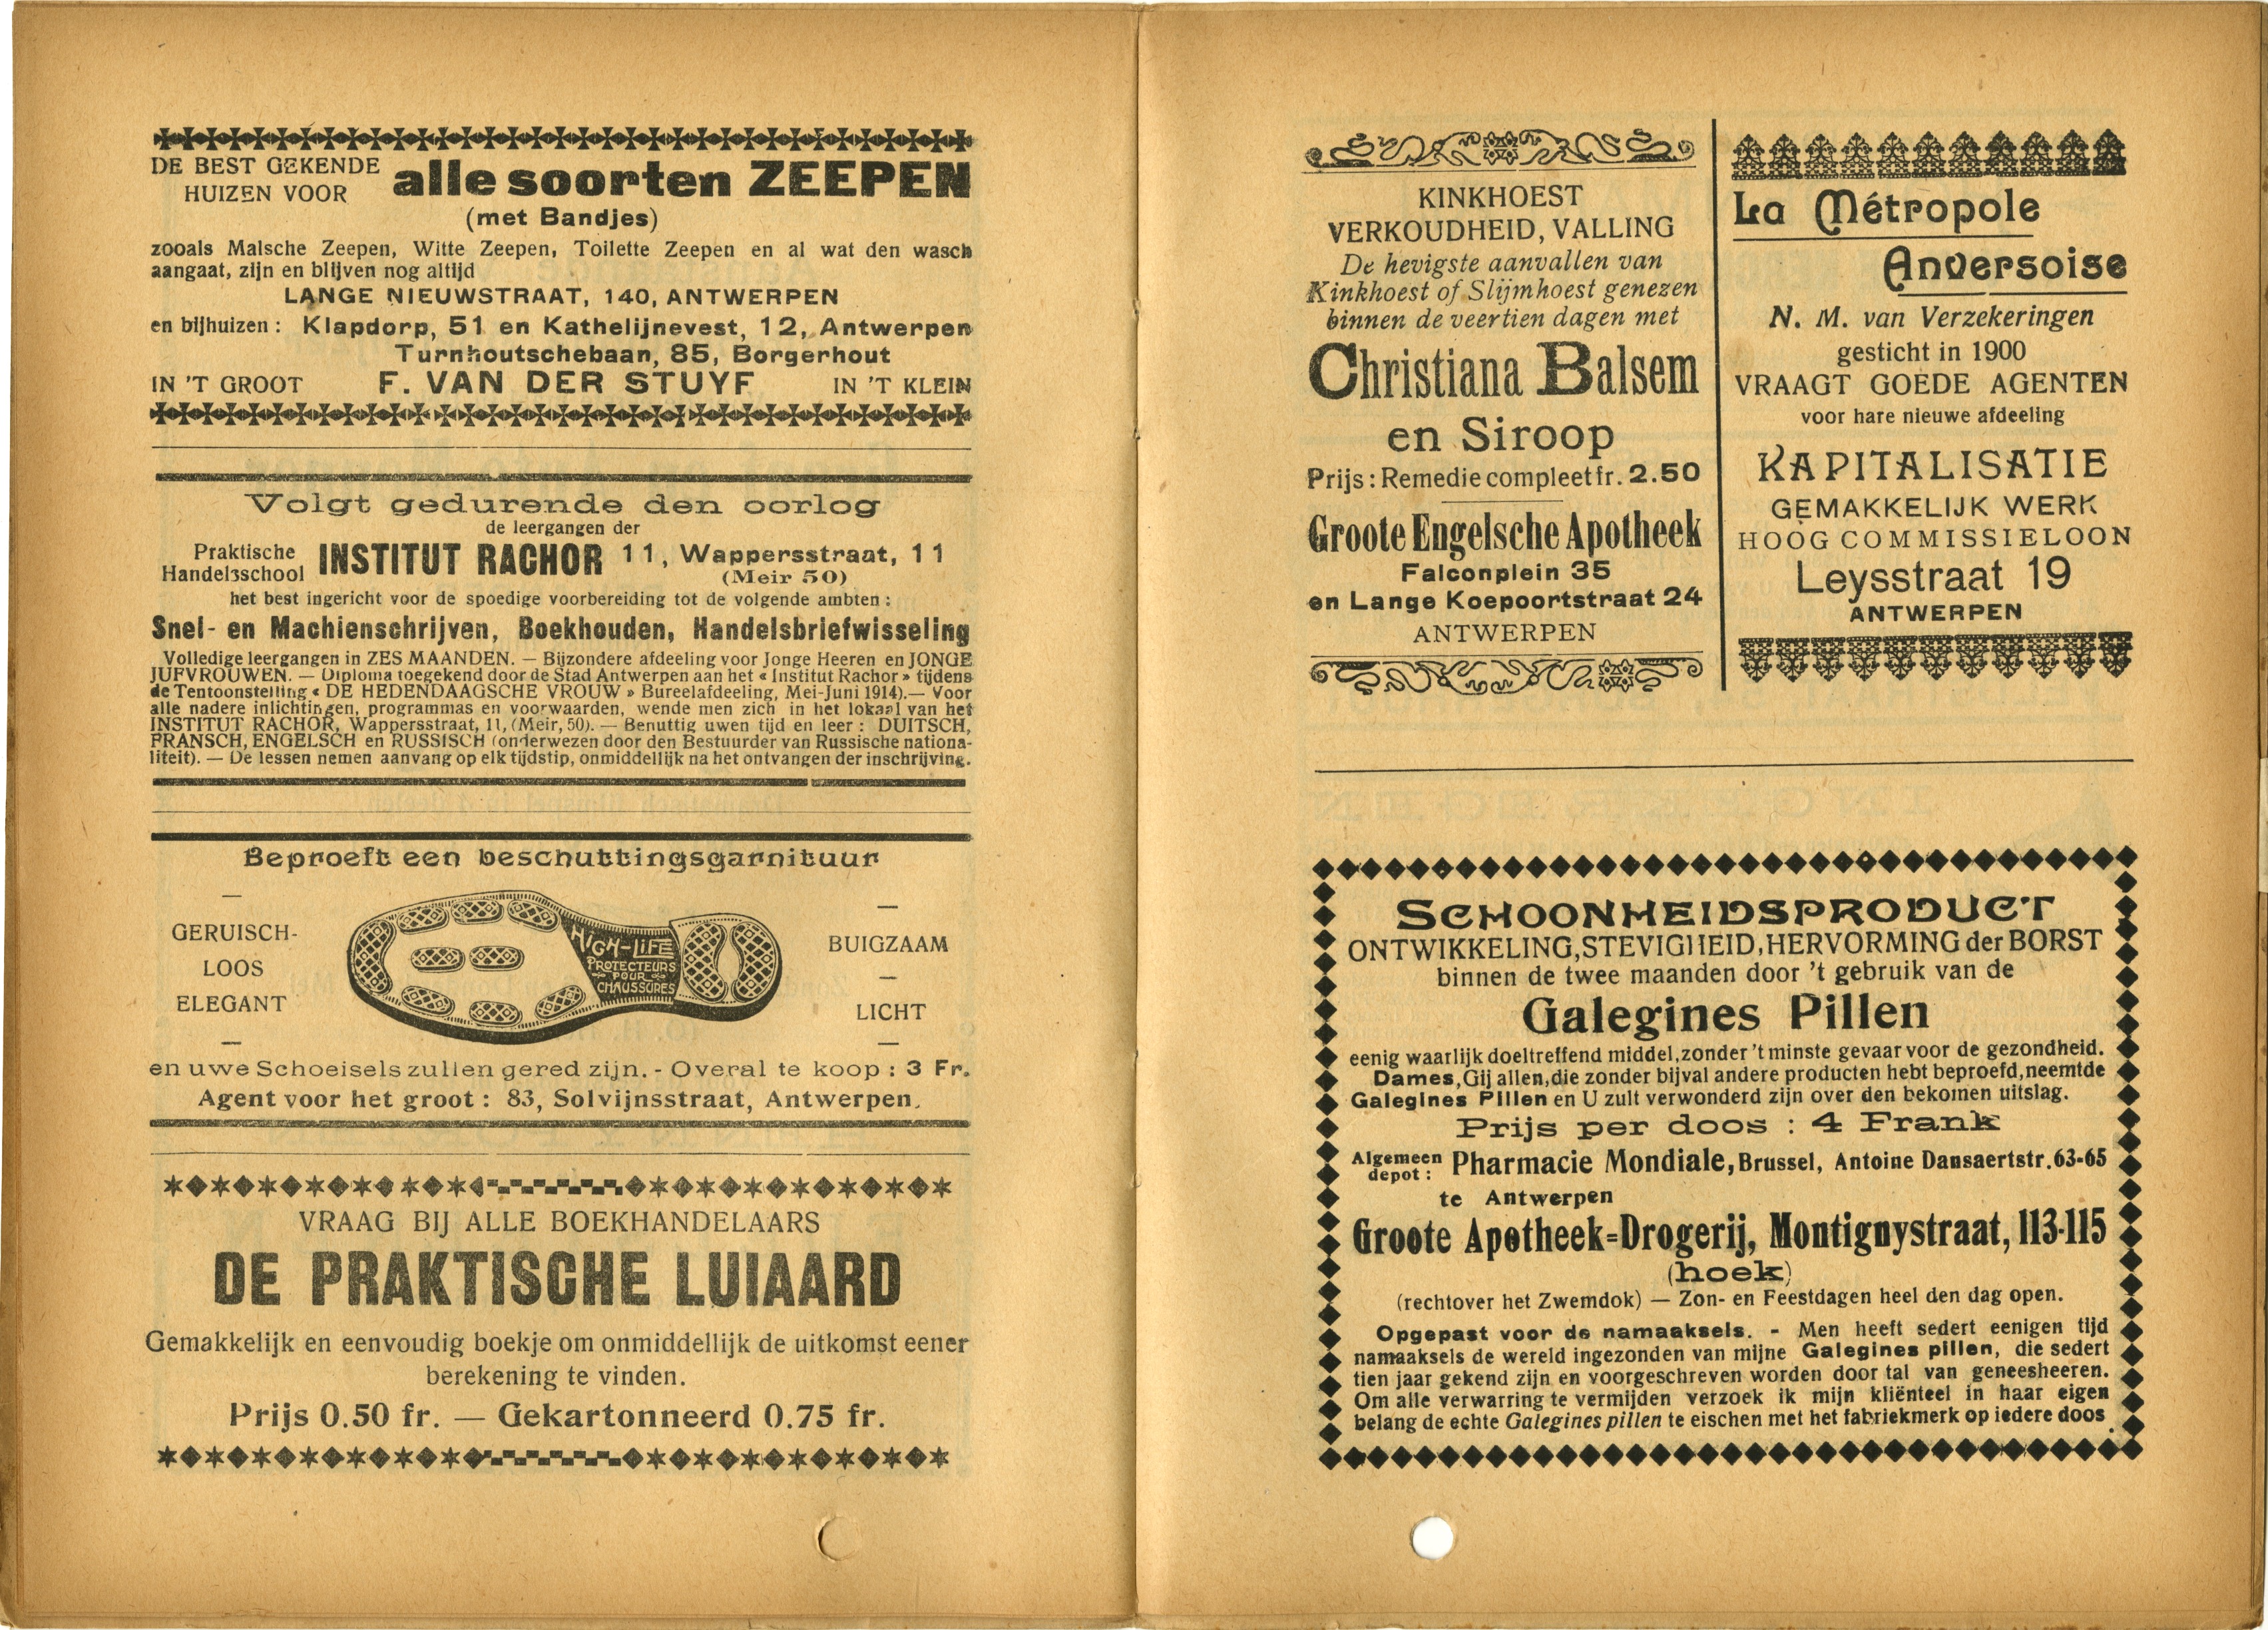 DE BEST GEKENDE
HUIZEN VOOR
alle soorten ZEEPEN
(met Bandjes)
zooals Malsche Zeepen, Witte Zeepen, Toilette Zeepen en al wat den wasch
aangaat, zijn en blijven nog altijd
LANGE NIEUWSTRAAT, 140, ANTWERPEN
en bijhuizen : Klapdorp, 51 en Kathelijnevest, 12, Antwerpen
Turnhoutschebaan, 85, Borgerhout
IN 'T GROOT F. VAN DER STUYF IN 'T KLEIN
Volgt gedurende den oorlog
de leergangen der
Praktische
Handelsschool
INSTITUT RACHOR 11, Wappersstraat, 11
(Meir 50)
het best ingericht voor de spoedige voorbereiding tot de volgende ambten :
Snel- en Machienschrijven, Boekhouden, Handelsbriefwisseling
Volledige leergangen in ZES MAANDEN. — Bijzondere afdeeling voor Jonge Heeren en JONGE
JUFVROUWEN. — Diploma toegekend door de Stad Antwerpen aan het « Institut Rachor » tijdens
de Tentoonstelling « DE HEDENDAAGSCHE VROUW » Bureelafdeeling, Mei-Juni 1914).— Voor
alle nadere inlichtingen, programmas en voorwaarden, wende men zich in het lokaal van het
INSTITUT RACHOR, Wappersstraat, 11, (Meir, 50). — Benuttig uwen tijd en leer : DUITSCH,
FRANSCH, ENGELSCH en RUSSISCH (onderwezen door den Bestuurder van Russische nationa-
liteit). — De lessen nemen aanvang op elk tijdstip, onmiddellijk na het ontvangen der inschrijving.
Beproeft een beschuttingsgarnituur
GERUISCH-
LOOS
ELEGANT
HIGH-LIFE
PROTECTEURS
POUR
CHAUSSURES
BUIGZAAM
LICHT
en uwe Schoeisels zullen gered zijn. - Overal te koop : 3 Fr.
Agent voor het groot : 83, Solvijnsstraat, Antwerpen.
VRAAG BIJ ALLE BOEKHANDELAARS
DE PRAKTISCHE LUIAARD
Gemakkelijk en eenvoudig boekje om onmiddellijk de uitkomst eener
berekening te vinden.
Prijs 0.50 fr. — Gekartonneerd 0.75 fr.
KINKHOEST
VERKOUDHEID, VALLING
De hevigste aanvallen van
Kinkhoest of Slijmhoest genezen
binnen de veertien dagen met
Christiana Balsem
en Siroop
Prijs : Remedie compleet fr. 2.50
Groote Engelsche Apotheek
Falconplein 35
en Lange Koepoortstraat 24
ANTWERPEN
La Métropole
Anversoise
N. M. van Verzekeringen
gesticht in 1900
VRAAGT GOEDE AGENTEN
voor hare nieuwe afdeeling
KAPITALISATIE
GEMAKKELIJK WERK
HOOG COMMISSIELOON
Leysstraat 19
ANTWERPEN
SCHOONHEIDSPRODUCT
ONTWIKKELING, STEVIGHEID, HERVORMING der BORST
binnen de twee maanden door 't gebruik van de
Galegines Pillen
eenig waarlijk doeltreffend middel, zonder 't minste gevaar voor de gezondheid.
Dames, Gij allen, die zonder bijval andere producten hebt beproefd, neemt de
Galegines Pillen en U zult verwonderd zijn over den bekomen uitslag.
Prijs per doos : 4 Frank
Algemeen
depot :
Pharmacie Mondiale, Brussel, Antoine Dansaertstr. 63-65
te Antwerpen
Groote Apotheek=Drogerij, Montignystraat, 113-115
(hoek)
(rechtover het Zwemdok) — Zon- en Feestdagen heel den dag open.
Opgepast voor de namaaksels. - Men heeft sedert eenigen tijd
namaaksels de wereld ingezonden van mijne Galegines pillen, die sedert
tien jaar gekend zijn en voorgeschreven worden door tal van geneesheeren.
Om alle verwarring te vermijden verzoek ik mijn kliënteel in haar eigen
belang de echte Galegines pillen te eischen met het fabriekmerk op iedere doos